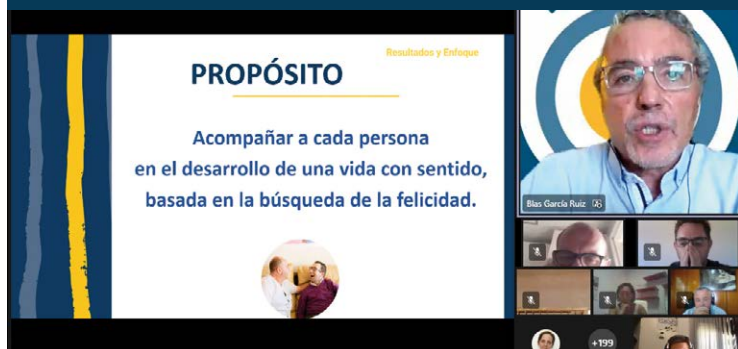 Resultados y Enfoque
PROPÓSITO
Acompañar a cada persona
en el desarrollo de una vida con sentido,
basada en la búsqueda de la felicidad.
Blas García Ruiz
+199